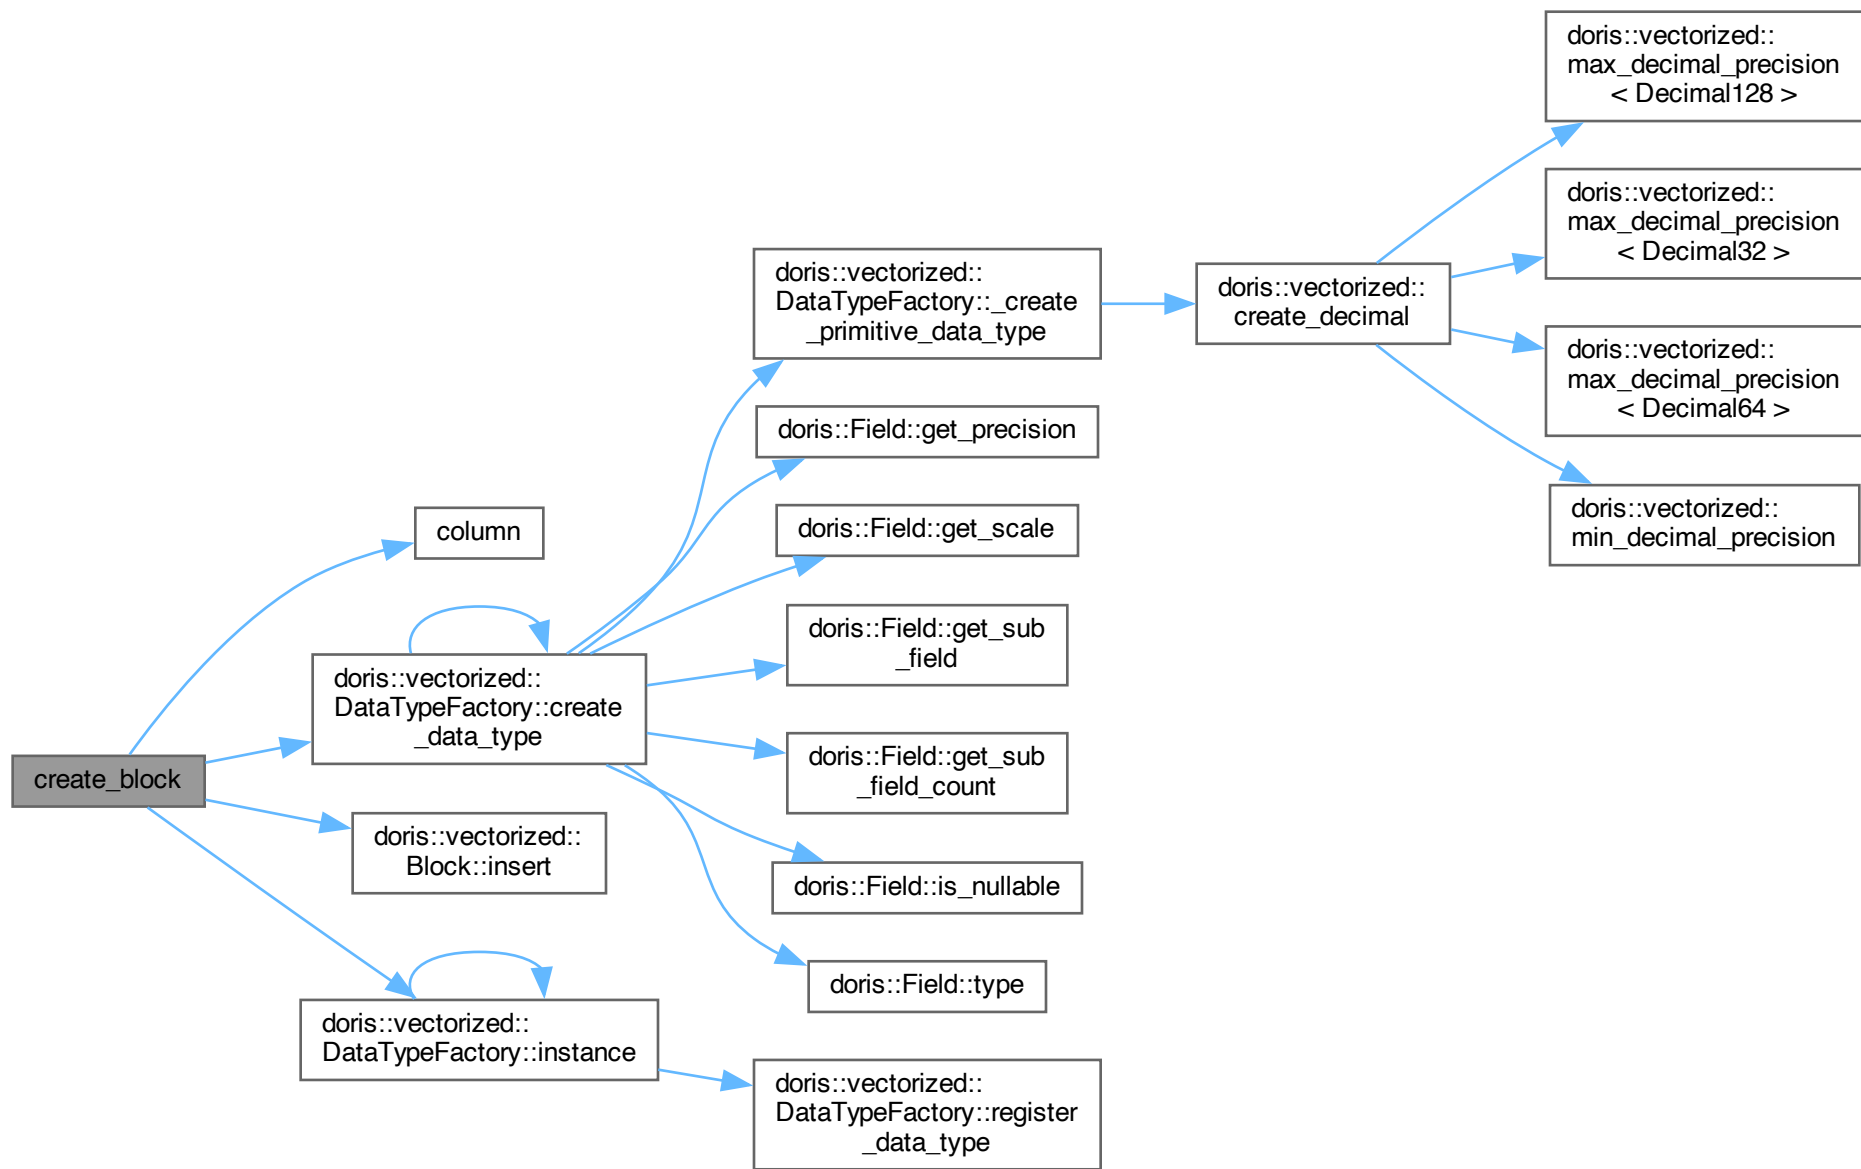 create_block
column
doris::vectorized::
DataTypeFactory::create
_data_type
doris::vectorized::
Block::insert
doris::vectorized::
DataTypeFactory::instance
doris::vectorized::
DataTypeFactory::_create
_primitive_data_type
doris::Field::get_precision
doris::Field::get_scale
doris::Field::get_sub
_field
doris::Field::get_sub
_field_count
doris::Field::is_nullable
doris::Field::type
doris::vectorized::
DataTypeFactory::register
_data_type
doris::vectorized::
create_decimal
doris::vectorized::
max_decimal_precision
< Decimal128 >
doris::vectorized::
max_decimal_precision
< Decimal32 >
doris::vectorized::
max_decimal_precision
< Decimal64 >
doris::vectorized::
min_decimal_precision